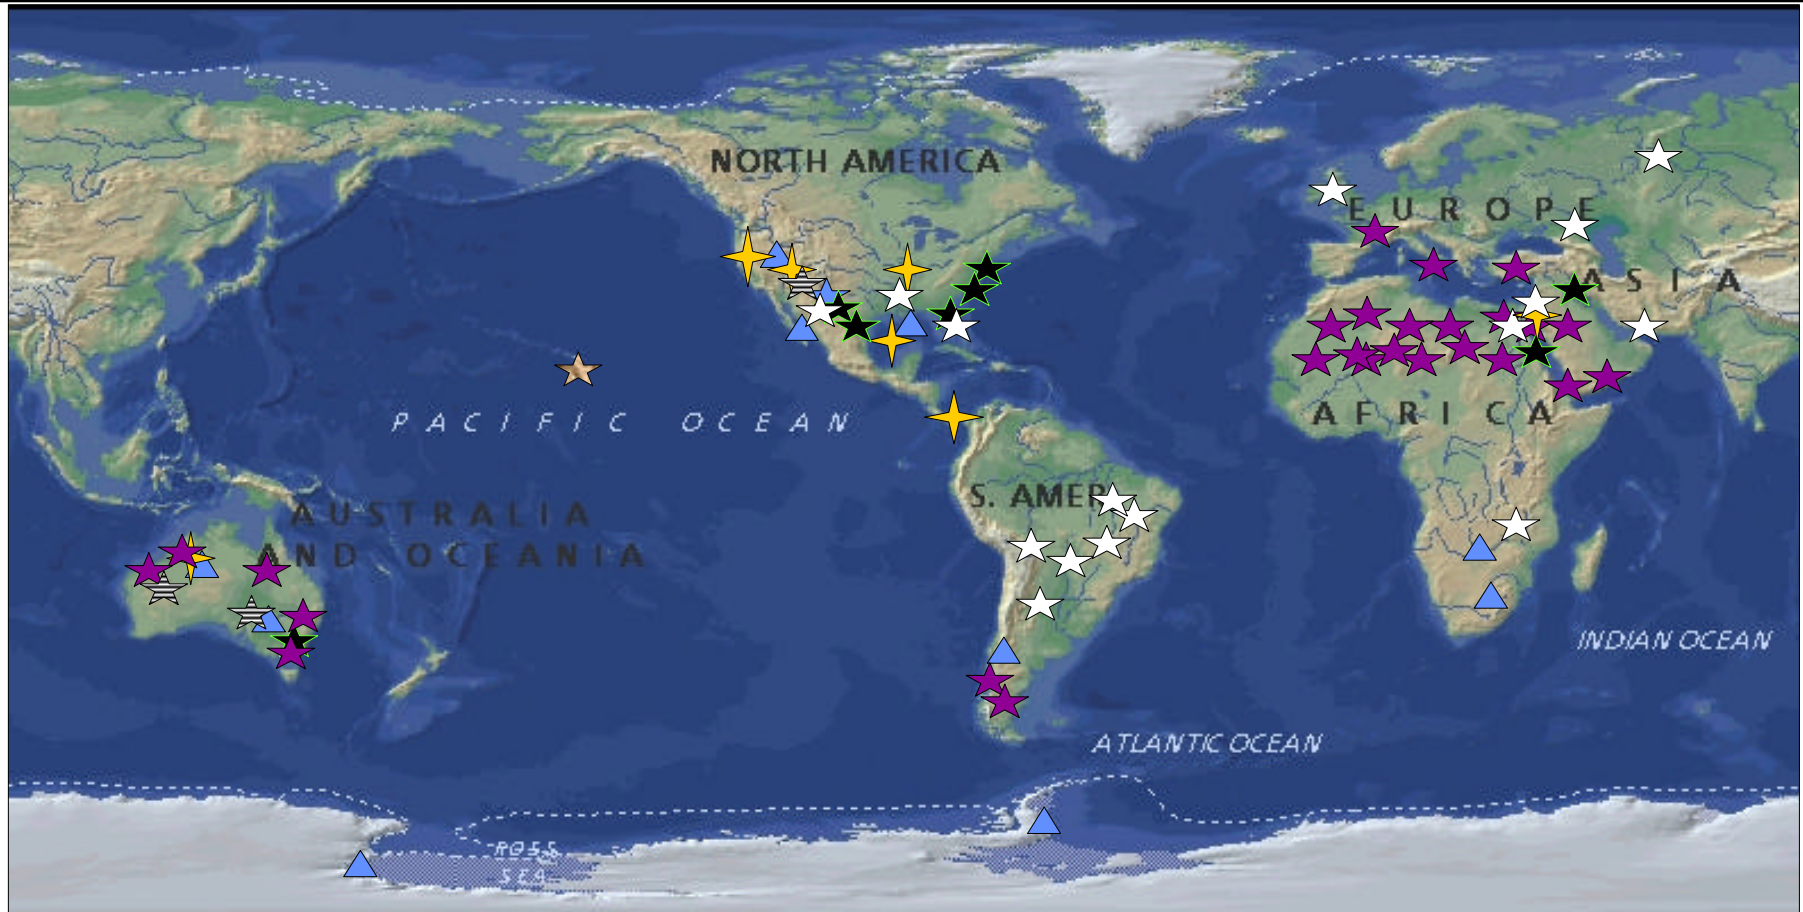 NORTH AMERICA
EUROPE
ASIA
PACIFIC OCEAN
AFRICA
S. AMER
AUSTRALIA
AND OCEANIA
INDIAN OCEAN
ATLANTIC OCEAN
ROSS
SEA